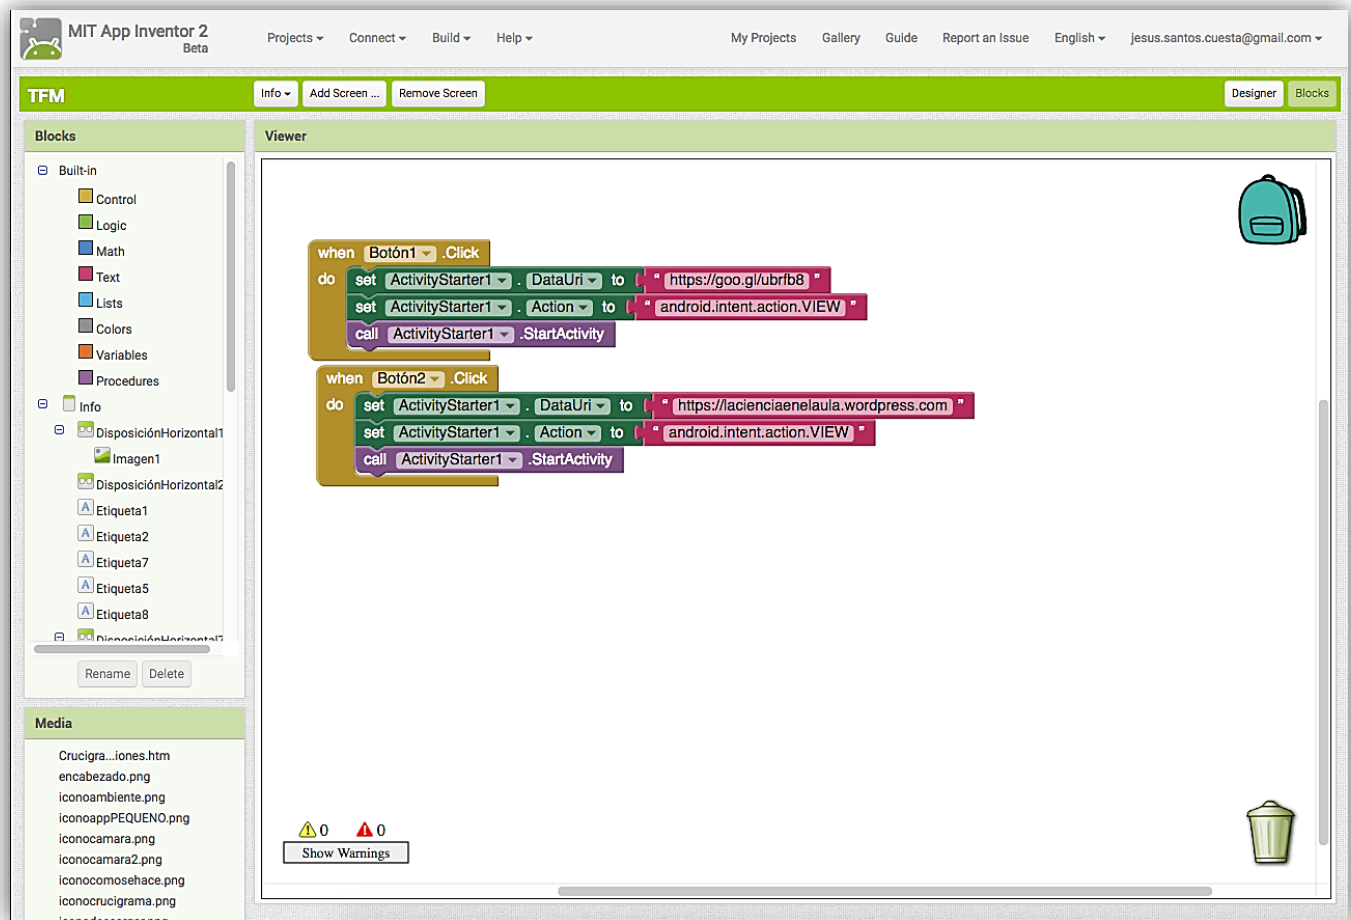 MIT App Inventor 2
Beta
Projects Connect Build Help My Projects Gallery Guide Report an Issue English jesus.santos.cuesta@gmail.com
TFM Info Add Screen ... Remove Screen Designer Blocks
Blocks
Built-in
Control
Logic
Math
Text
Lists
Colors
Variables
Procedures
Info
DisposiciónHorizontal1
Imagen1
DisposiciónHorizontal2
Etiqueta1
Etiqueta2
Etiqueta7
Etiqueta5
Etiqueta8
DisposiciónHorizontal7
Rename Delete
Media
Crucigra...iones.htm
encabezado.png
iconoambiente.png
iconoappPEQUENO.png
iconocamara.png
iconocamara2.png
iconocomosehace.png
iconocrucigrama.png
Viewer
when Botón1 .Click
do set ActivityStarter1 . DataUri to " https://goo.gl/ubrfb8 "
set ActivityStarter1 . Action to " android.intent.action.VIEW "
call ActivityStarter1 .StartActivity
when Botón2 .Click
do set ActivityStarter1 . DataUri to " https://lacienciaenelaula.wordpress.com "
set ActivityStarter1 . Action to " android.intent.action.VIEW "
call ActivityStarter1 .StartActivity
0 0
Show Warnings